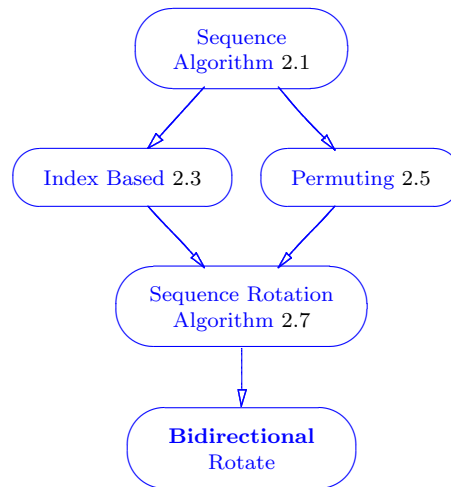 Sequence
Algorithm 2.1
Index Based 2.3
Permuting 2.5
Sequence Rotation
Algorithm 2.7
Bidirectional
Rotate